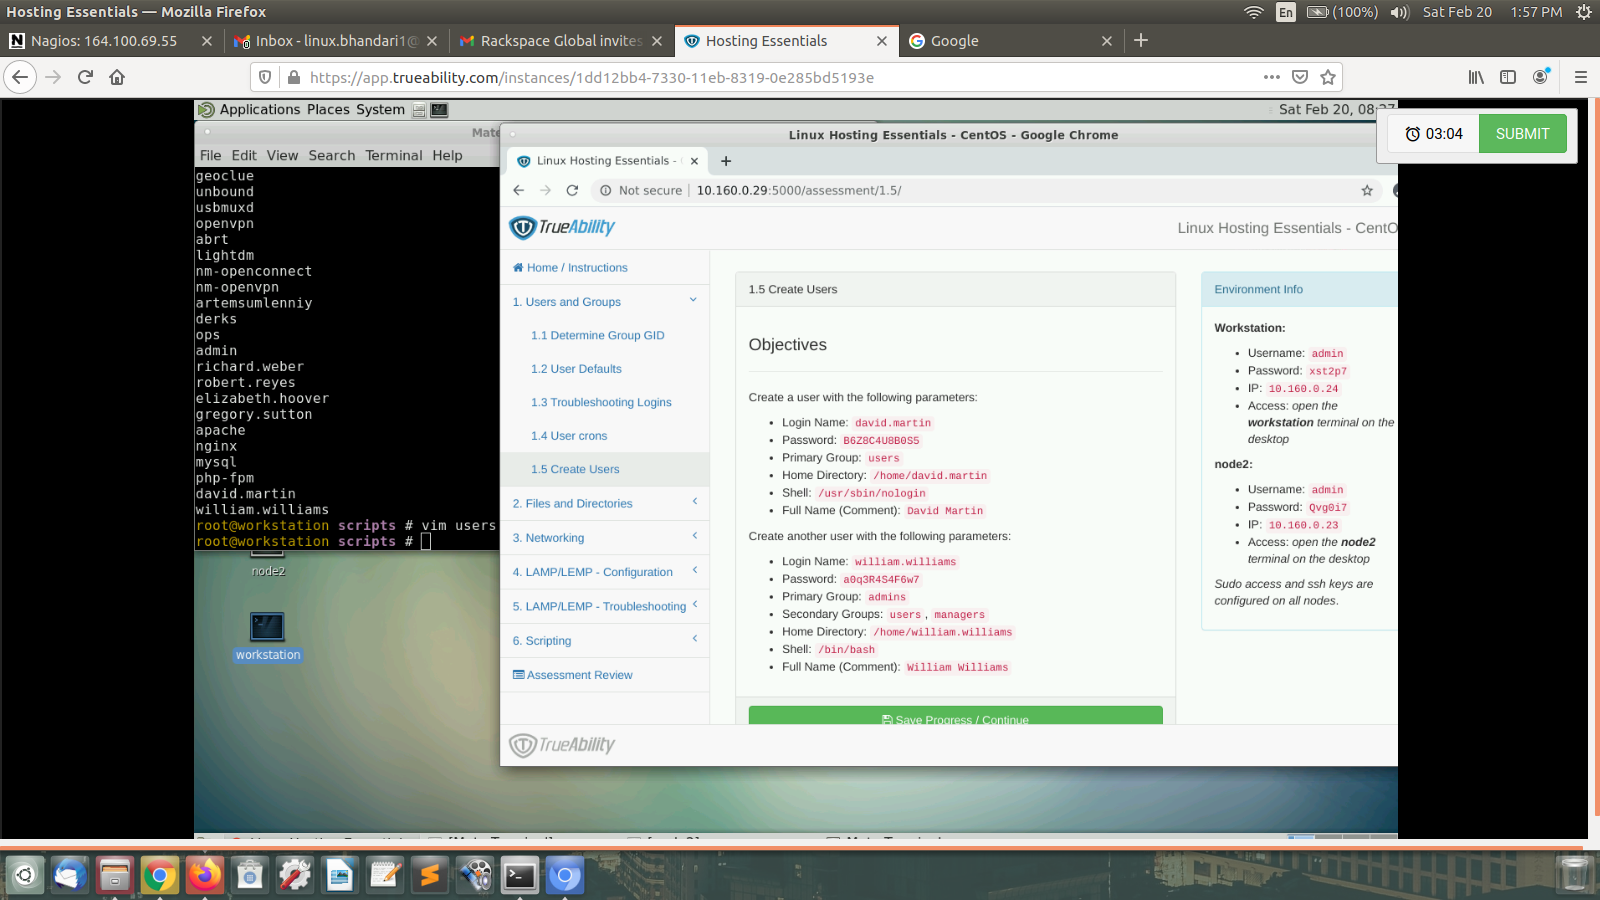 Hosting Essentials — Mozilla Firefox
En
(100%)
Sat Feb 20
1:57 PM
Nagios: 164.100.69.55
Inbox - linux.bhandari1@
Rackspace Global invites
Hosting Essentials
Google
https://app.trueability.com/instances/1dd12bb4-7330-11eb-8319-0e285bd5193e
Applications Places System
Sat Feb 20, 08:27
03:04
SUBMIT
Mate
File Edit View Search Terminal Help
geoclue
unbound
usbmuxd
openvpn
abrt
lightdm
nm-openconnect
nm-openvpn
artemsumlenniy
derks
ops
admin
richard.weber
robert.reyes
elizabeth.hoover
gregory.sutton
apache
nginx
mysql
php-fpm
david.martin
william.williams
root@workstation scripts # vim users
root@workstation scripts #
node2
workstation
Linux Hosting Essentials - CentOS - Google Chrome
Linux Hosting Essentials -
Not secure | 10.160.0.29:5000/assessment/1.5/
TrueAbility
Linux Hosting Essentials - CentO
Home / Instructions
1. Users and Groups
1.1 Determine Group GID
1.2 User Defaults
1.3 Troubleshooting Logins
1.4 User crons
1.5 Create Users
2. Files and Directories
3. Networking
4. LAMP/LEMP - Configuration
5. LAMP/LEMP - Troubleshooting
6. Scripting
Assessment Review
1.5 Create Users
Objectives
Create a user with the following parameters:
• Login Name: david.martin
• Password: B6Z8C4U8B0S5
• Primary Group: users
• Home Directory: /home/david.martin
• Shell: /usr/sbin/nologin
• Full Name (Comment): David Martin
Create another user with the following parameters:
• Login Name: william.williams
• Password: a0q3R4S4F6w7
• Primary Group: admins
• Secondary Groups: users , managers
• Home Directory: /home/william.williams
• Shell: /bin/bash
• Full Name (Comment): William Williams
Save Progress / Continue
Environment Info
Workstation:
• Username: admin
• Password: xst2p7
• IP: 10.160.0.24
• Access: open the
workstation terminal on the
desktop
node2:
• Username: admin
• Password: Qvg0i7
• IP: 10.160.0.23
• Access: open the node2
terminal on the desktop
Sudo access and ssh keys are
configured on all nodes.
TrueAbility